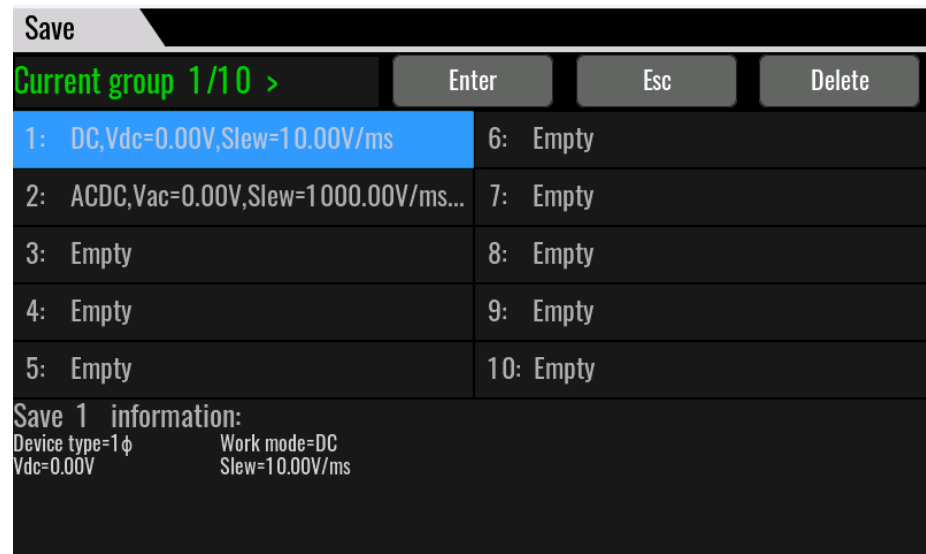 Save
Current group 1/10 > Enter Esc Delete
1: DC,Vdc=0.00V,Slew=10.00V/ms 6: Empty
2: ACDC,Vac=0.00V,Slew=1000.00V/ms... 7: Empty
3: Empty 8: Empty
4: Empty 9: Empty
5: Empty 10: Empty
Save 1 information:
Device type=1ϕ Work mode=DC
Vdc=0.00V Slew=10.00V/ms